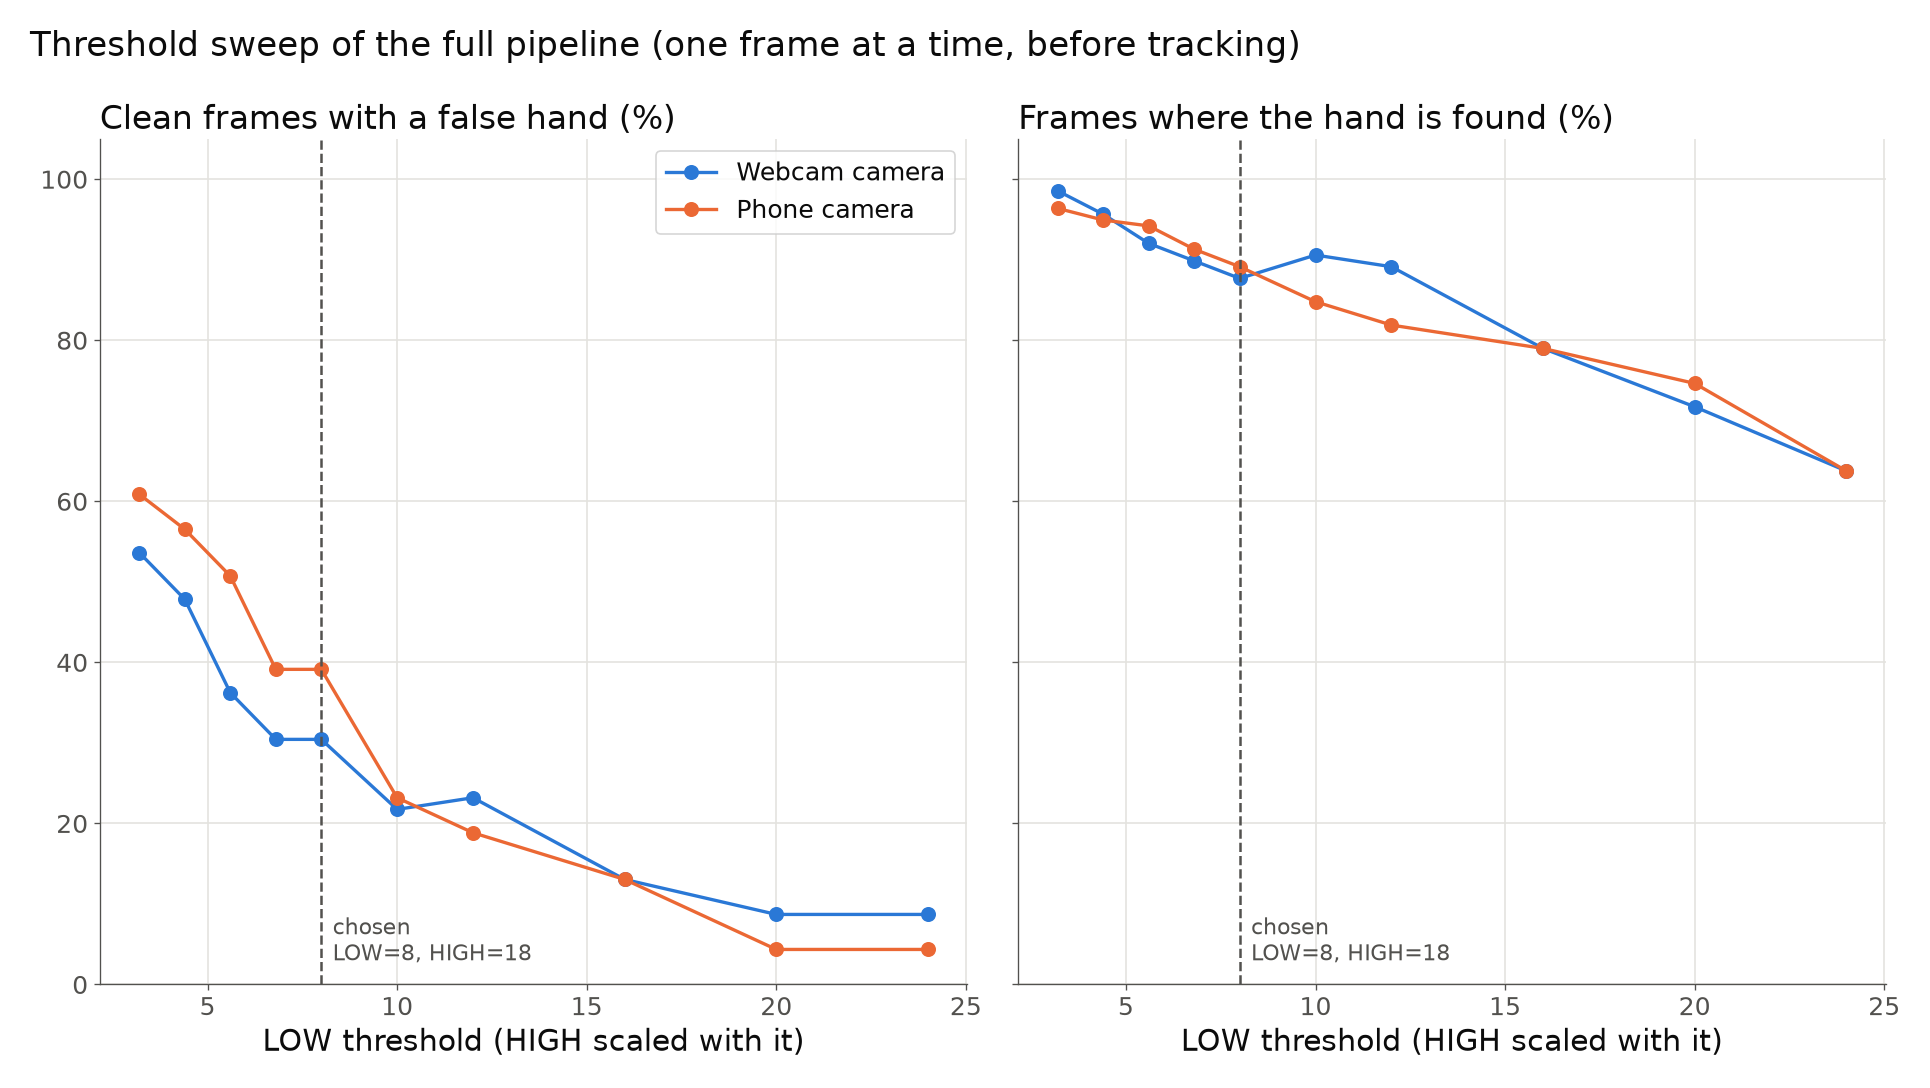 Threshold sweep of the full pipeline (one frame at a time, before tracking)
Clean frames with a false hand (%)
Webcam camera
Phone camera
100
80
60
40
20
0
chosen
LOW=8, HIGH=18
5
10
15
20
25
LOW threshold (HIGH scaled with it)
Frames where the hand is found (%)
chosen
LOW=8, HIGH=18
5
10
15
20
25
LOW threshold (HIGH scaled with it)